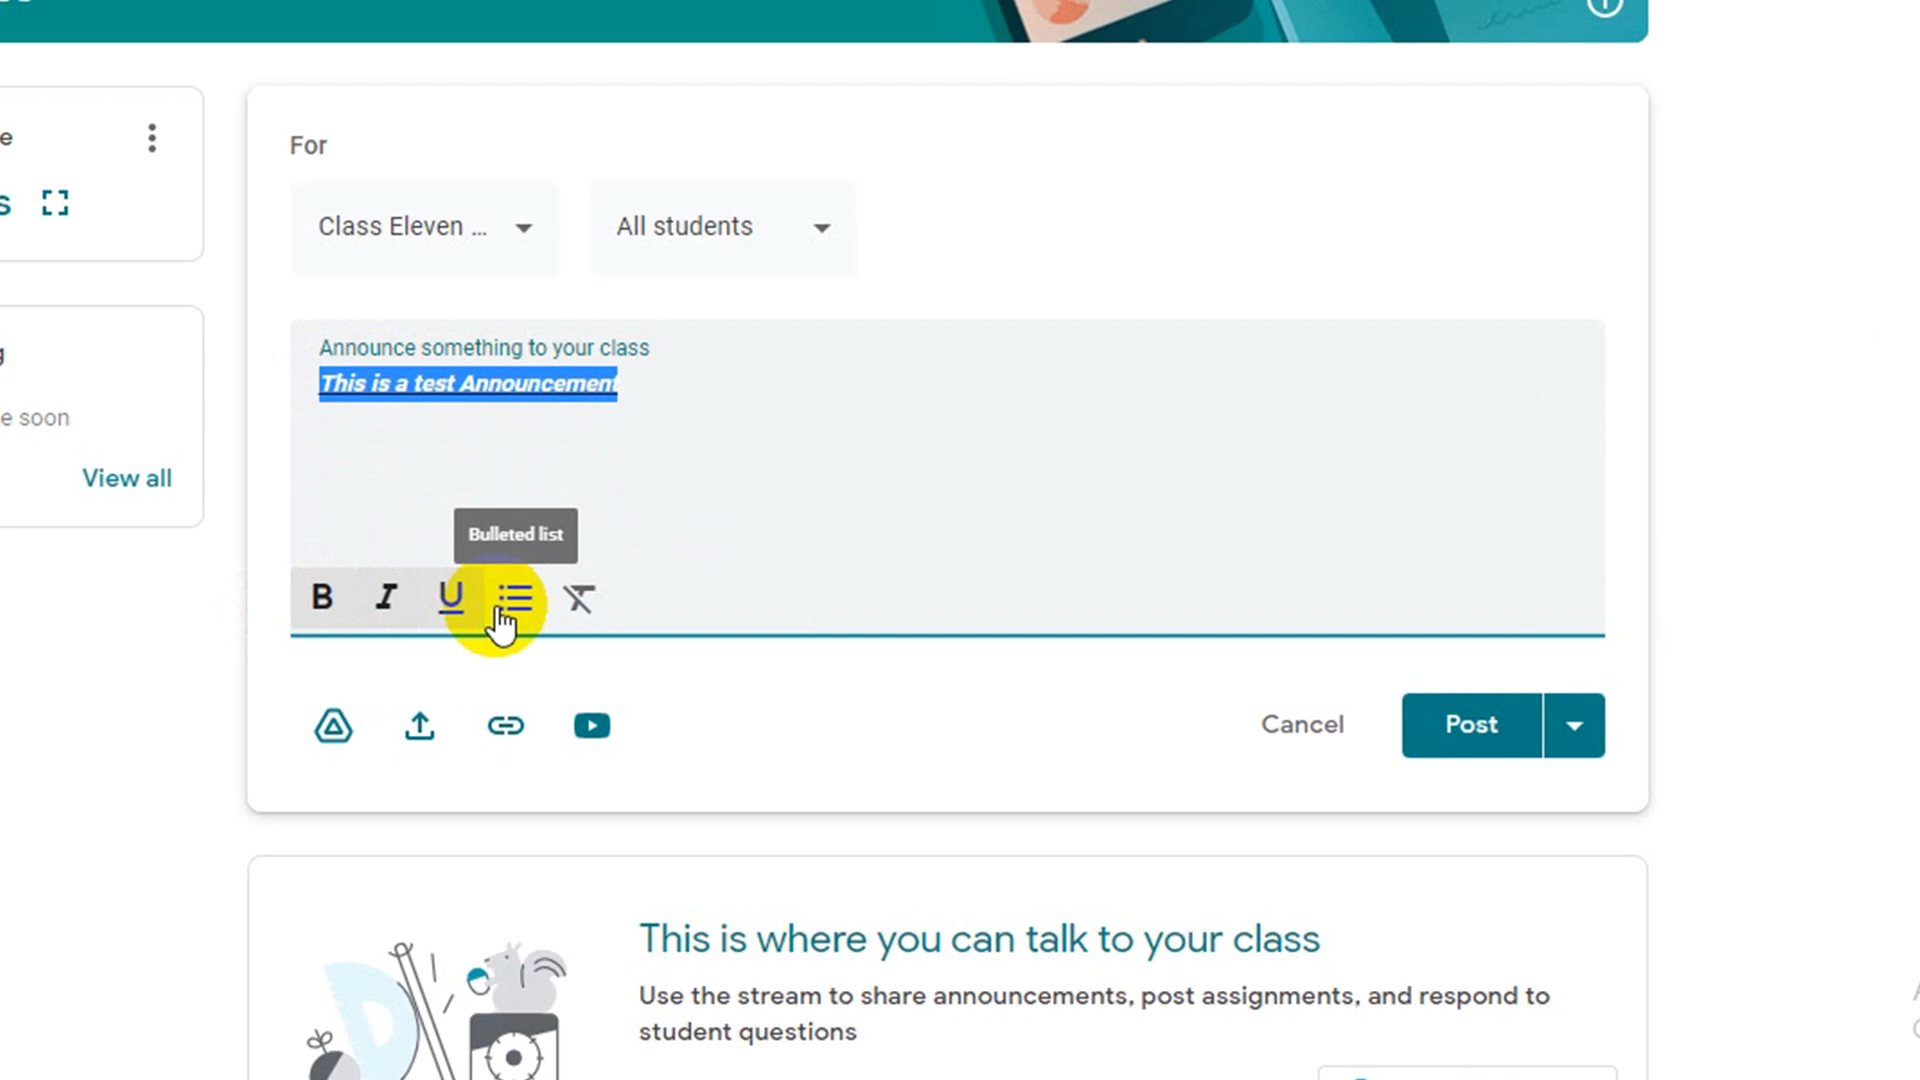 e
s
For
Class Eleven ...
All students
Announce something to your class
This is a test Announcement
g
e soon
View all
Bulleted list
B I U
Cancel
Post
This is where you can talk to your class
Use the stream to share announcements, post assignments, and respond to
student questions